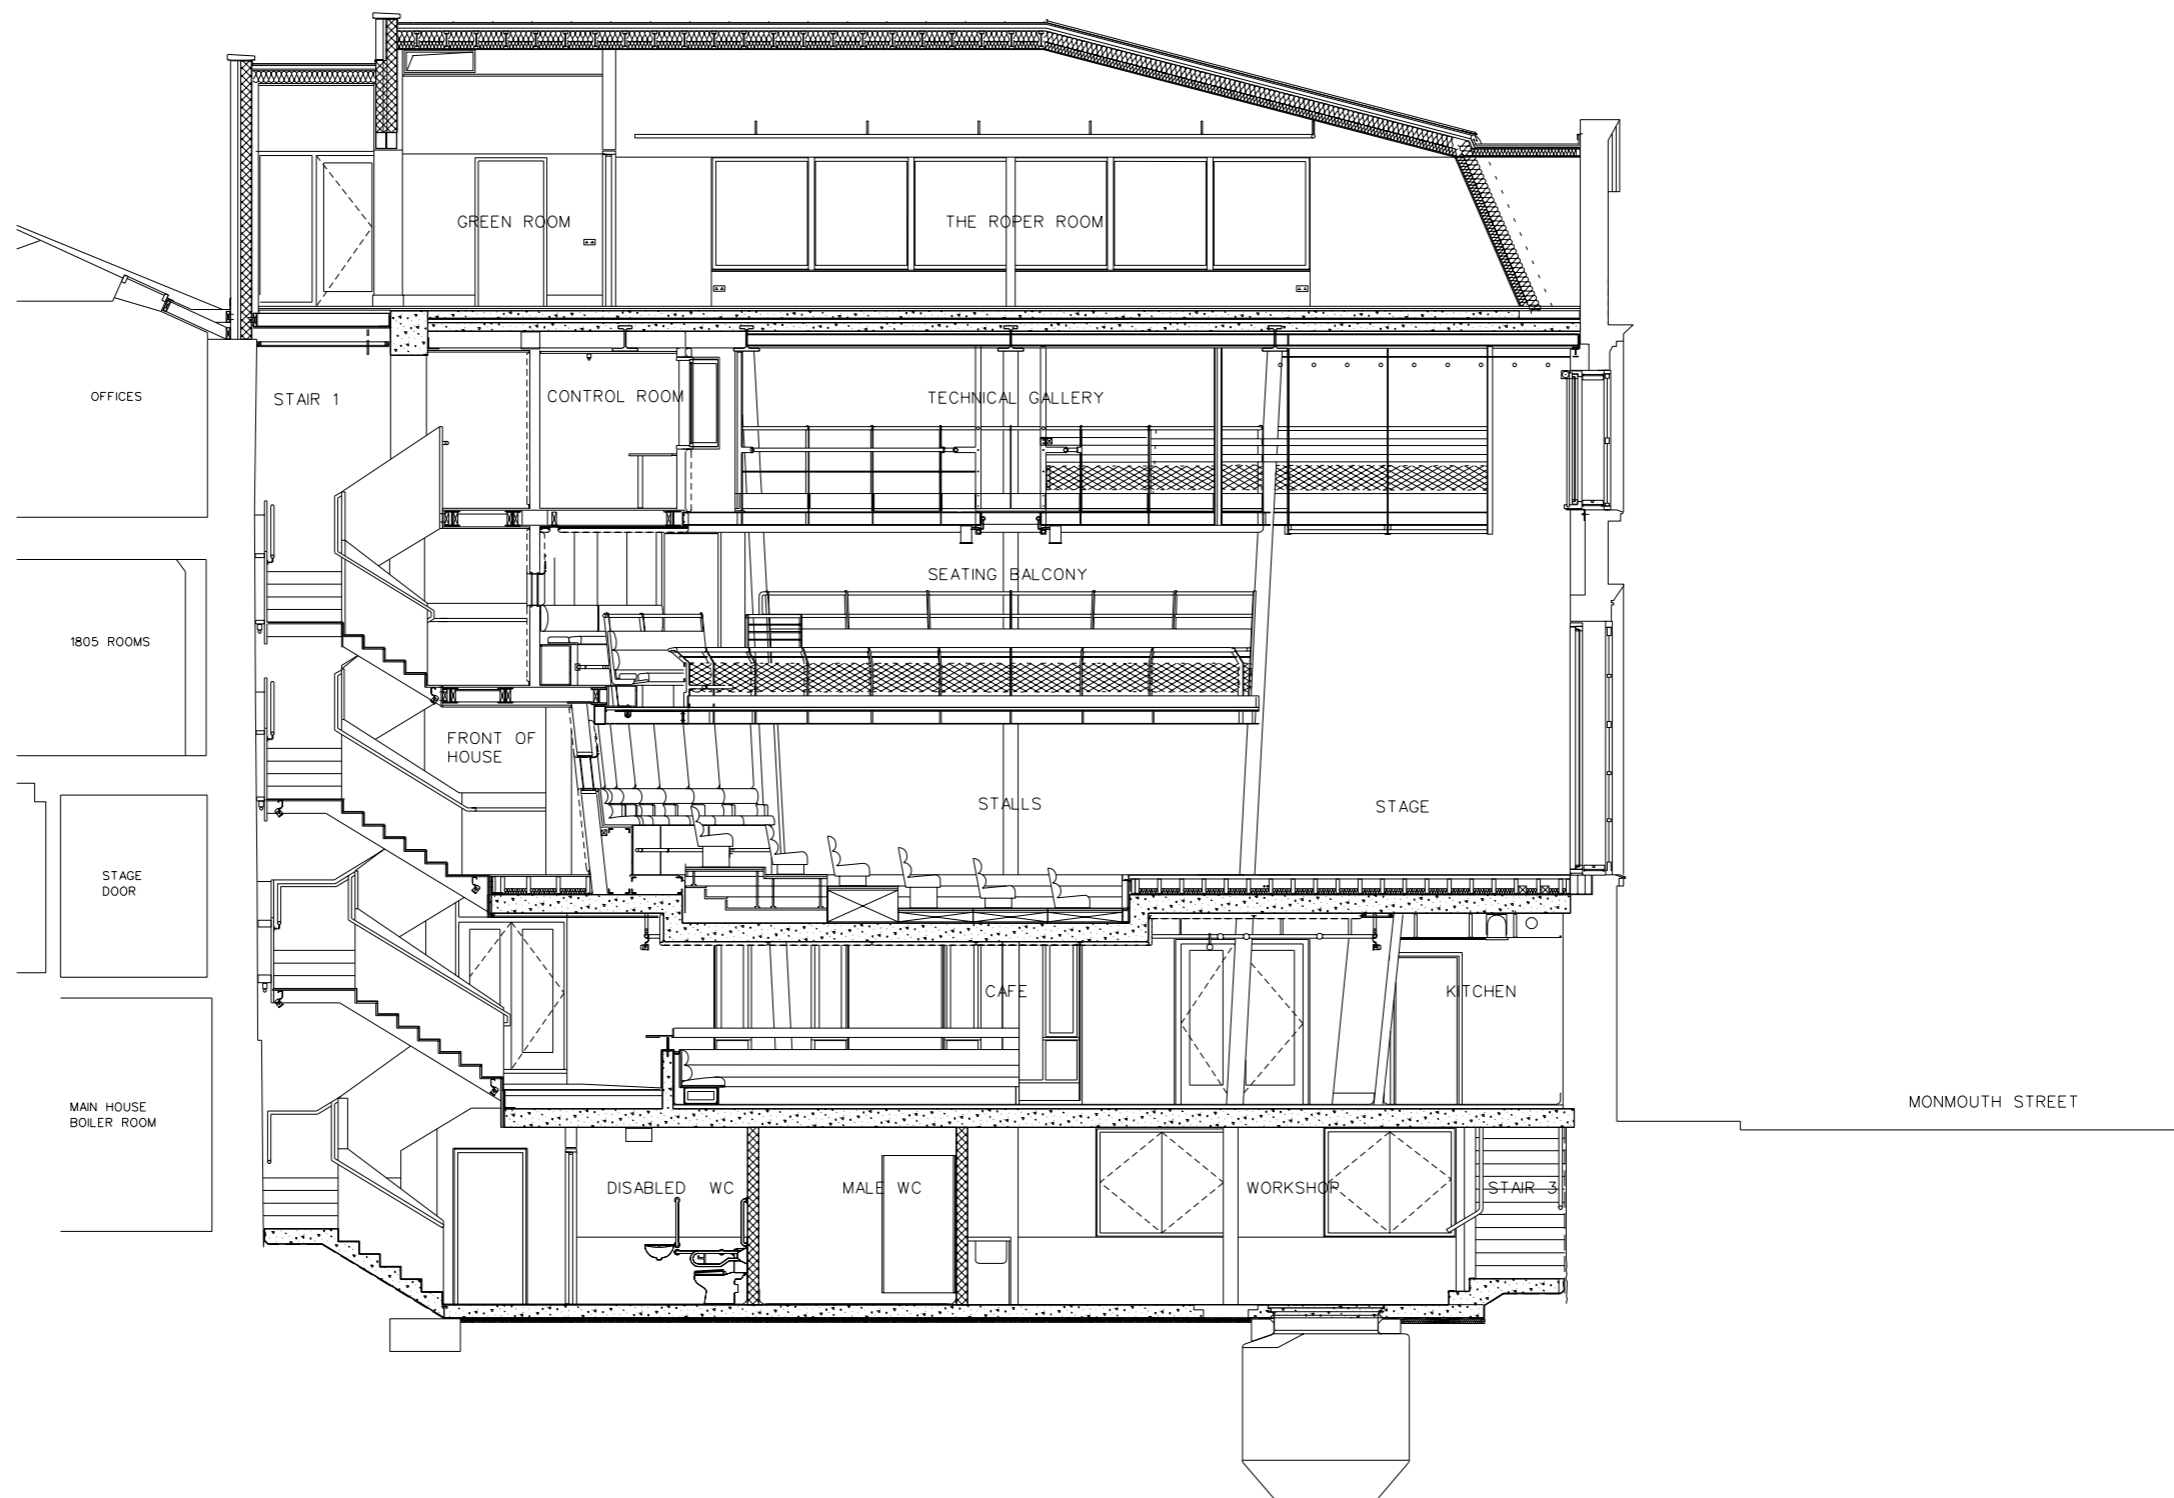 GREEN ROOM
THE ROPER ROOM
OFFICES
STAIR 1
CONTROL ROOM
TECHNICAL GALLERY
SEATING BALCONY
1805 ROOMS
FRONT OF
HOUSE
STALLS
STAGE
STAGE
DOOR
CAFE
KITCHEN
MAIN HOUSE
BOILER ROOM
MONMOUTH STREET
DISABLED WC
MALE WC
WORKSHOP
STAIR 3